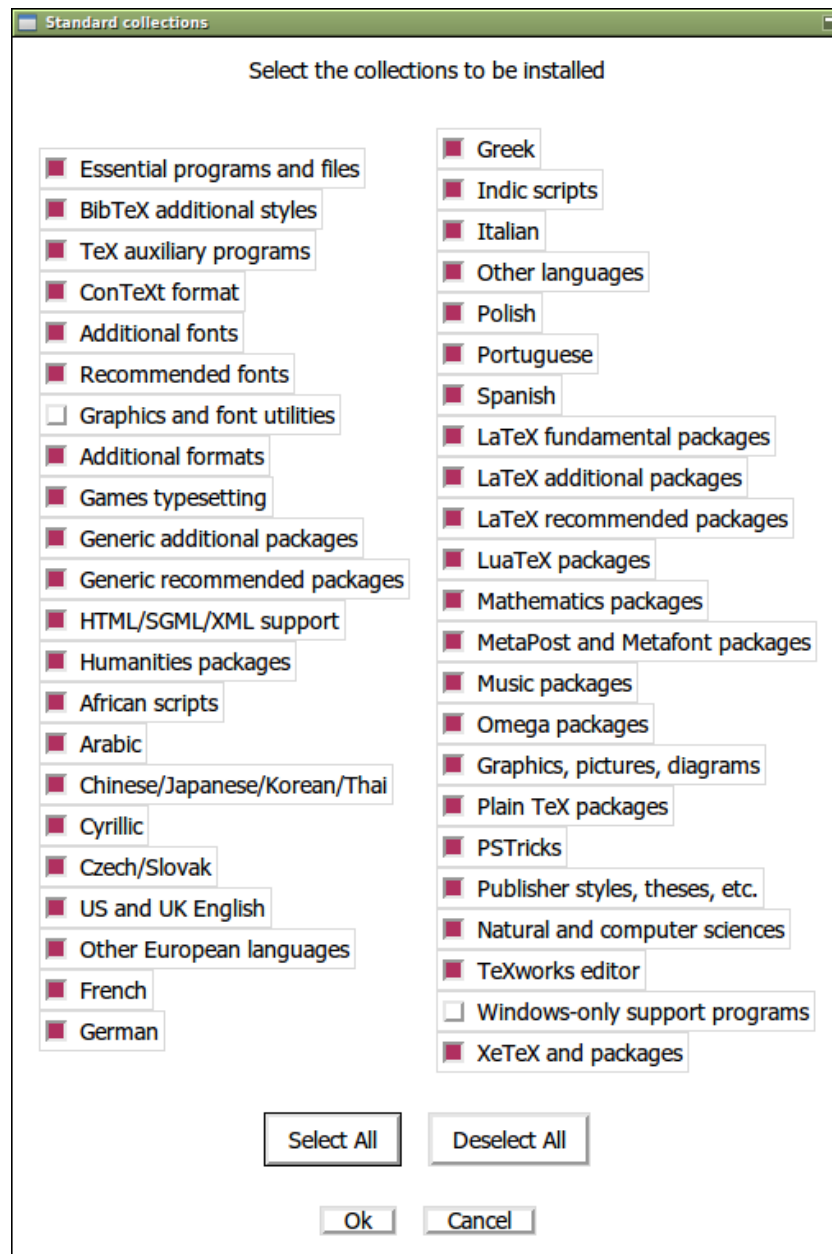 Standard collections
Select the collections to be installed
Essential programs and files
BibTeX additional styles
TeX auxiliary programs
ConTeXt format
Additional fonts
Recommended fonts
Graphics and font utilities
Additional formats
Games typesetting
Generic additional packages
Generic recommended packages
HTML/SGML/XML support
Humanities packages
African scripts
Arabic
Chinese/Japanese/Korean/Thai
Cyrillic
Czech/Slovak
US and UK English
Other European languages
French
German
Greek
Indic scripts
Italian
Other languages
Polish
Portuguese
Spanish
LaTeX fundamental packages
LaTeX additional packages
LaTeX recommended packages
LuaTeX packages
Mathematics packages
MetaPost and Metafont packages
Music packages
Omega packages
Graphics, pictures, diagrams
Plain TeX packages
PSTricks
Publisher styles, theses, etc.
Natural and computer sciences
TeXworks editor
Windows-only support programs
XeTeX and packages
Select All
Deselect All
Ok
Cancel